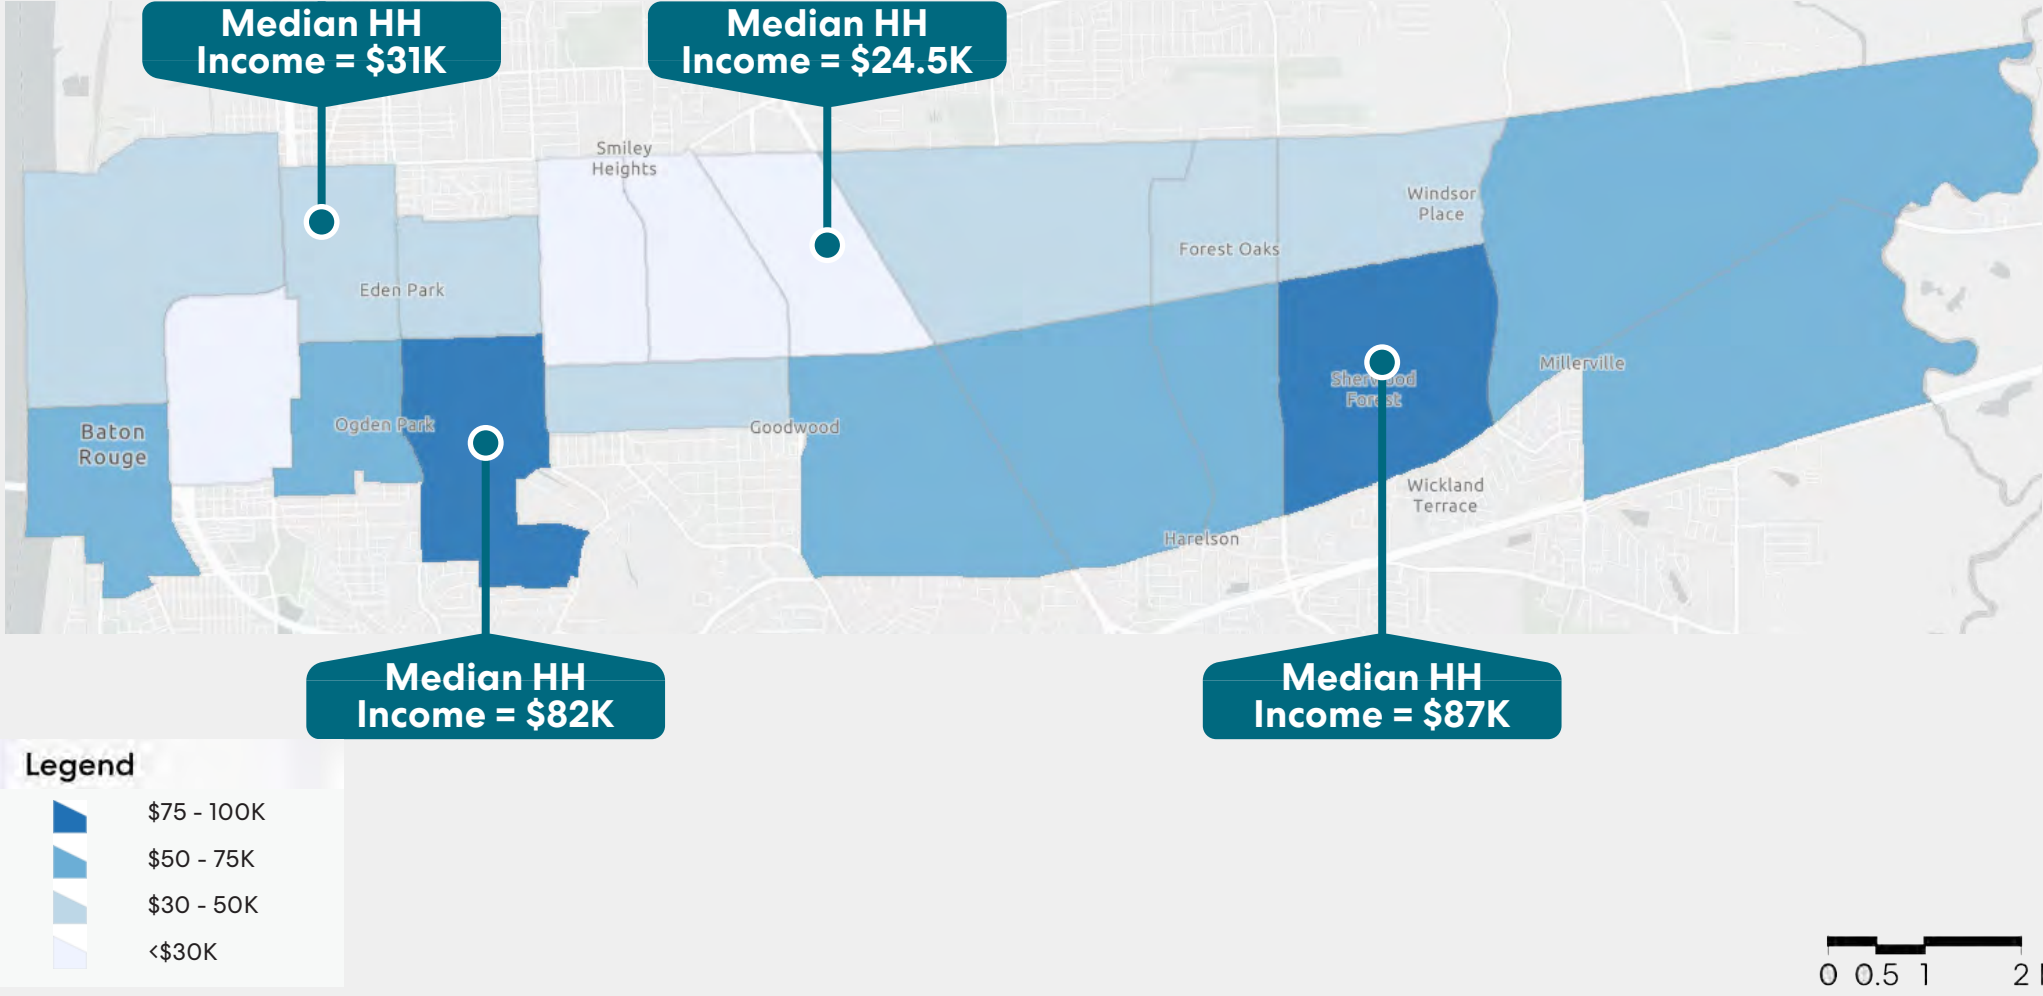 Median HH
Income = $31K
Median HH
Income = $24.5K
Smiley
Heights
Windsor
Place
Forest Oaks
Eden Park
Millerville
Sherwood
Forest
Baton
Rouge
Ogden Park
Goodwood
Wickland
Terrace
Harelson
Median HH
Income = $82K
Median HH
Income = $87K
Legend
$75 - 100K
$50 - 75K
$30 - 50K
<$30K
0 0.5 1 2